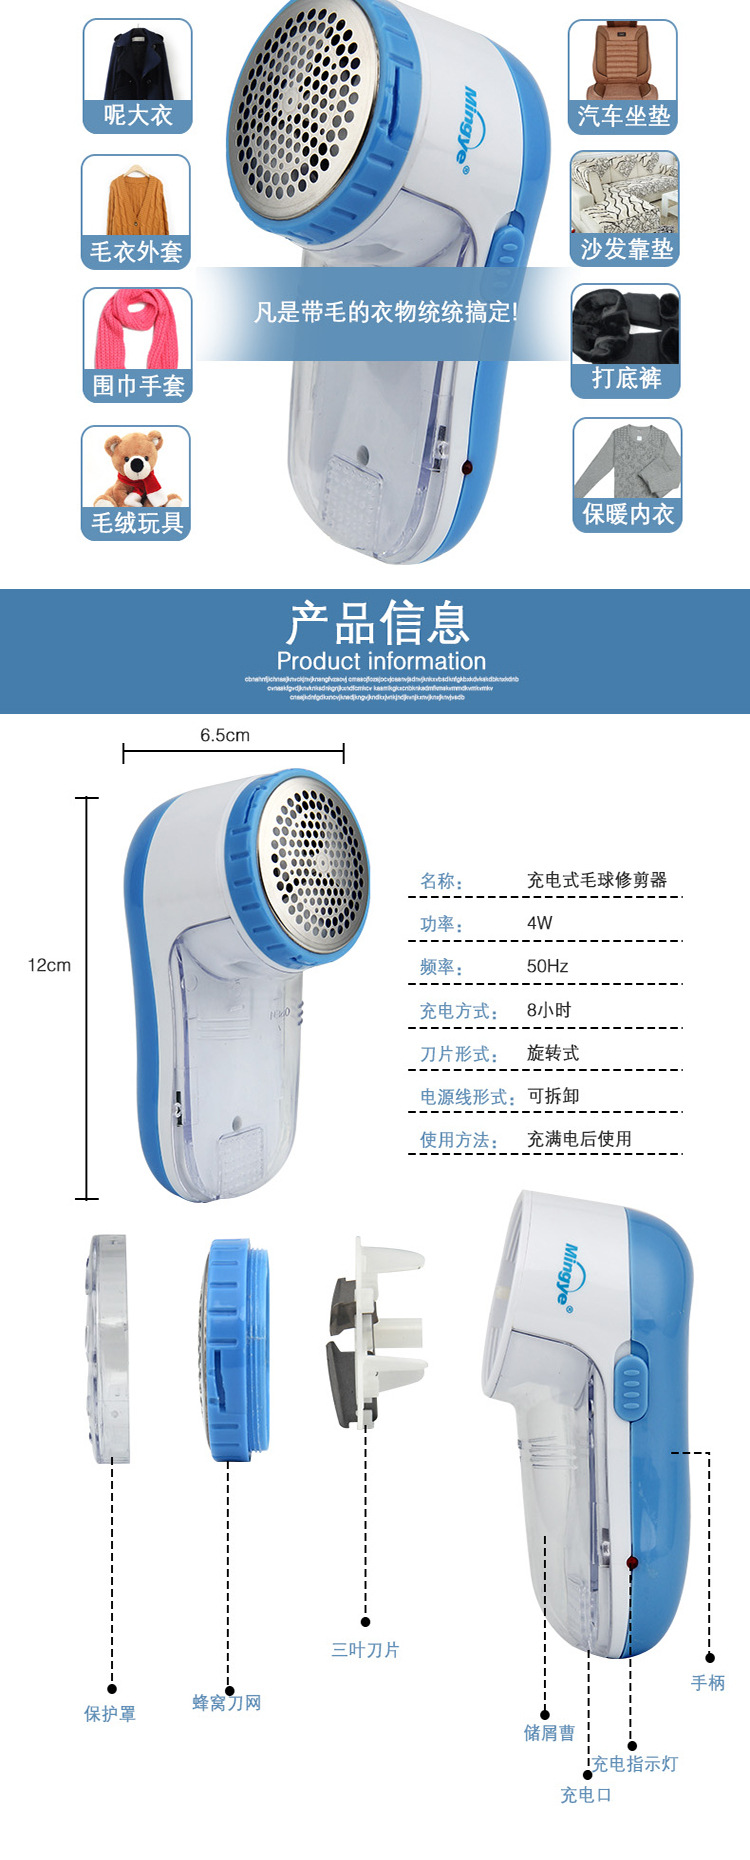 呢大衣
汽车坐垫
Mingye®
毛衣外套
沙发靠垫
凡是带毛的衣物统统搞定!
围巾手套
打底裤
毛绒玩具
保暖内衣
产品信息
Product information
6.5cm
12cm
名称： 充电式毛球修剪器
功率： 4W
频率： 50Hz
充电方式： 8小时
刀片形式： 旋转式
电源线形式： 可拆卸
使用方法： 充满电后使用
Mingye®
三叶刀片
手柄
蜂窝刀网
保护罩
储屑曹
充电指示灯
充电口